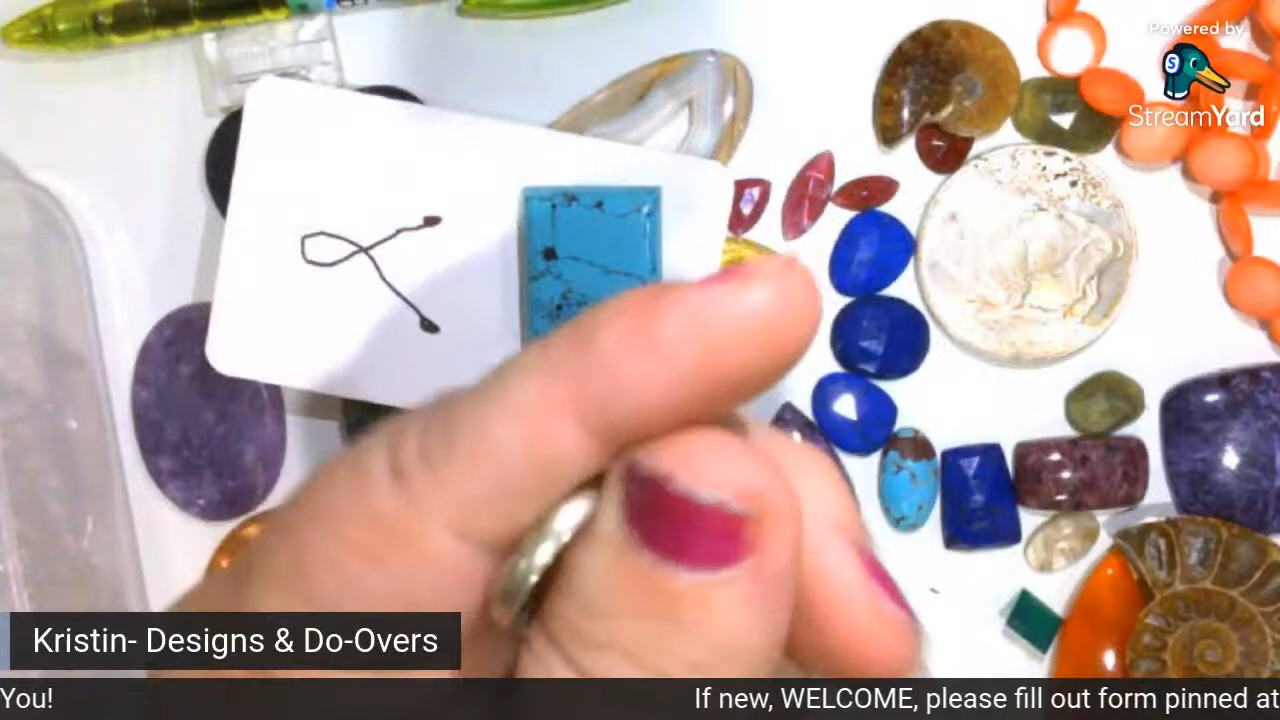 Powered by
StreamYard
Kristin- Designs & Do-Overs
You! If new, WELCOME, please fill out form pinned at